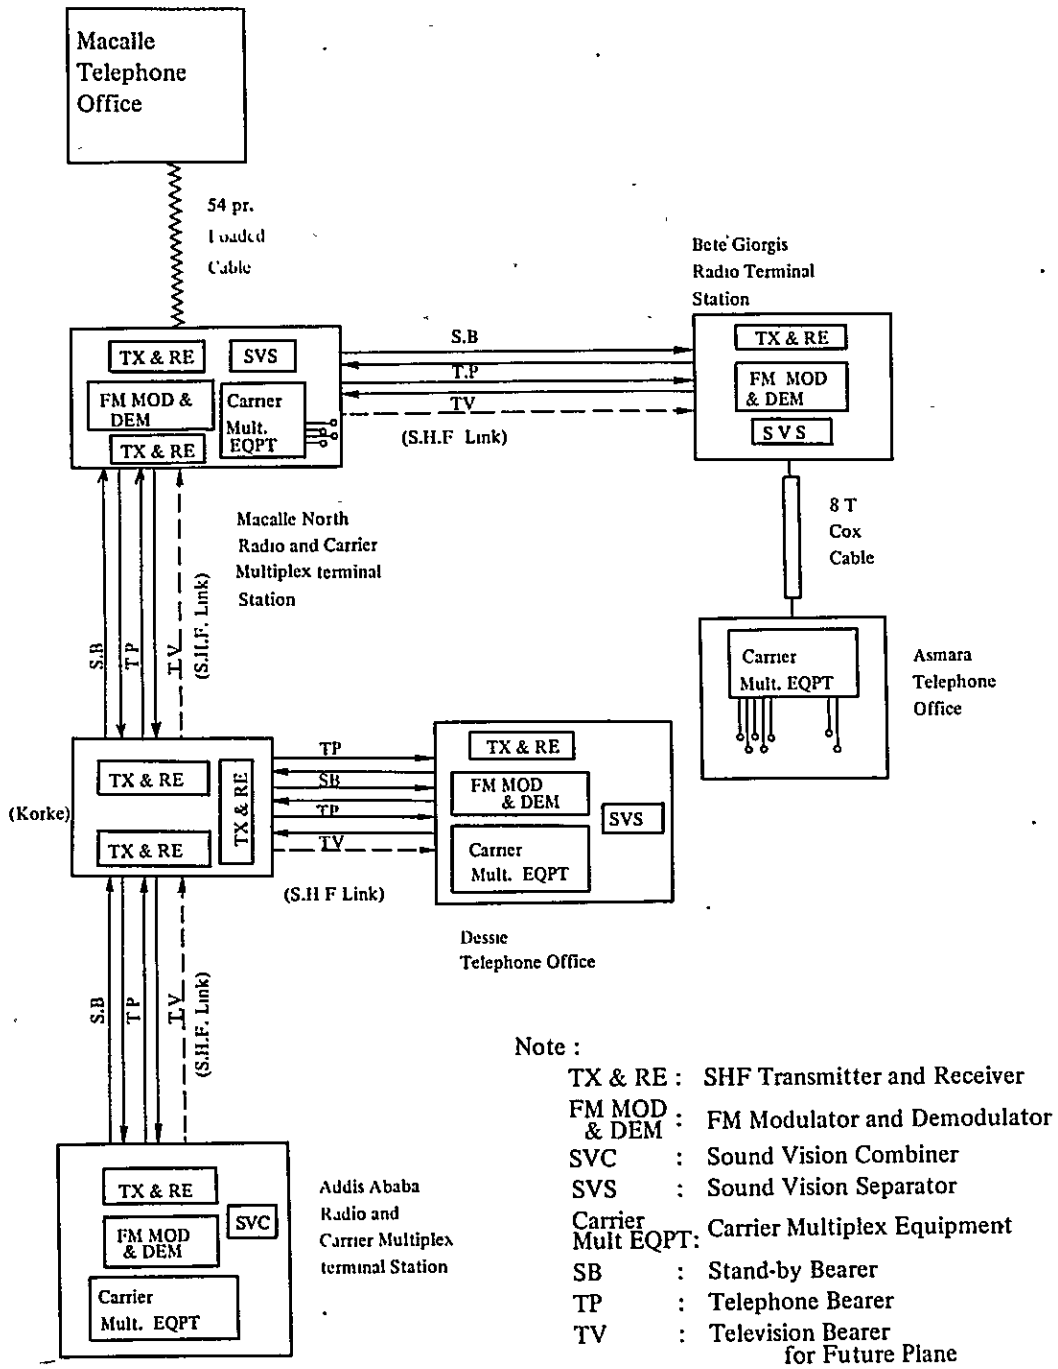 Macalle
Telephone
Office
54 pr.
Loaded
Cable
Bete Giorgis
Radio Terminal
Station
TX & RE
SVS
FM MOD &
DEM
Carrier
Mult.
EQPT
TX & RE
S.B
T.P
TV
(S.H.F Link)
TX & RE
FM MOD
& DEM
SVS
Macalle North
Radio and Carrier
Multiplex terminal
Station
8 T
Cox
Cable
S.B
T P
T V
(S.H.F. Link)
Carrier
Mult. EQPT
Asmara
Telephone
Office
(Korke)
TX & RE
TX & RE
TX & RE
TP
SB
TP
TV
(S.H F Link)
TX & RE
FM MOD
& DEM
SVS
Carrier
Mult. EQPT
Dessie
Telephone Office
S.B
T P
T.V
(S.H.F. Link)
TX & RE
FM MOD
& DEM
SVC
Carrier
Mult. EQPT
Addis Ababa
Radio and
Carrier Multiplex
terminal Station
Note :
TX & RE : SHF Transmitter and Receiver
FM MOD
& DEM : FM Modulator and Demodulator
SVC : Sound Vision Combiner
SVS : Sound Vision Separator
Carrier
Mult EQPT: Carrier Multiplex Equipment
SB : Stand-by Bearer
TP : Telephone Bearer
TV : Television Bearer
for Future Plane